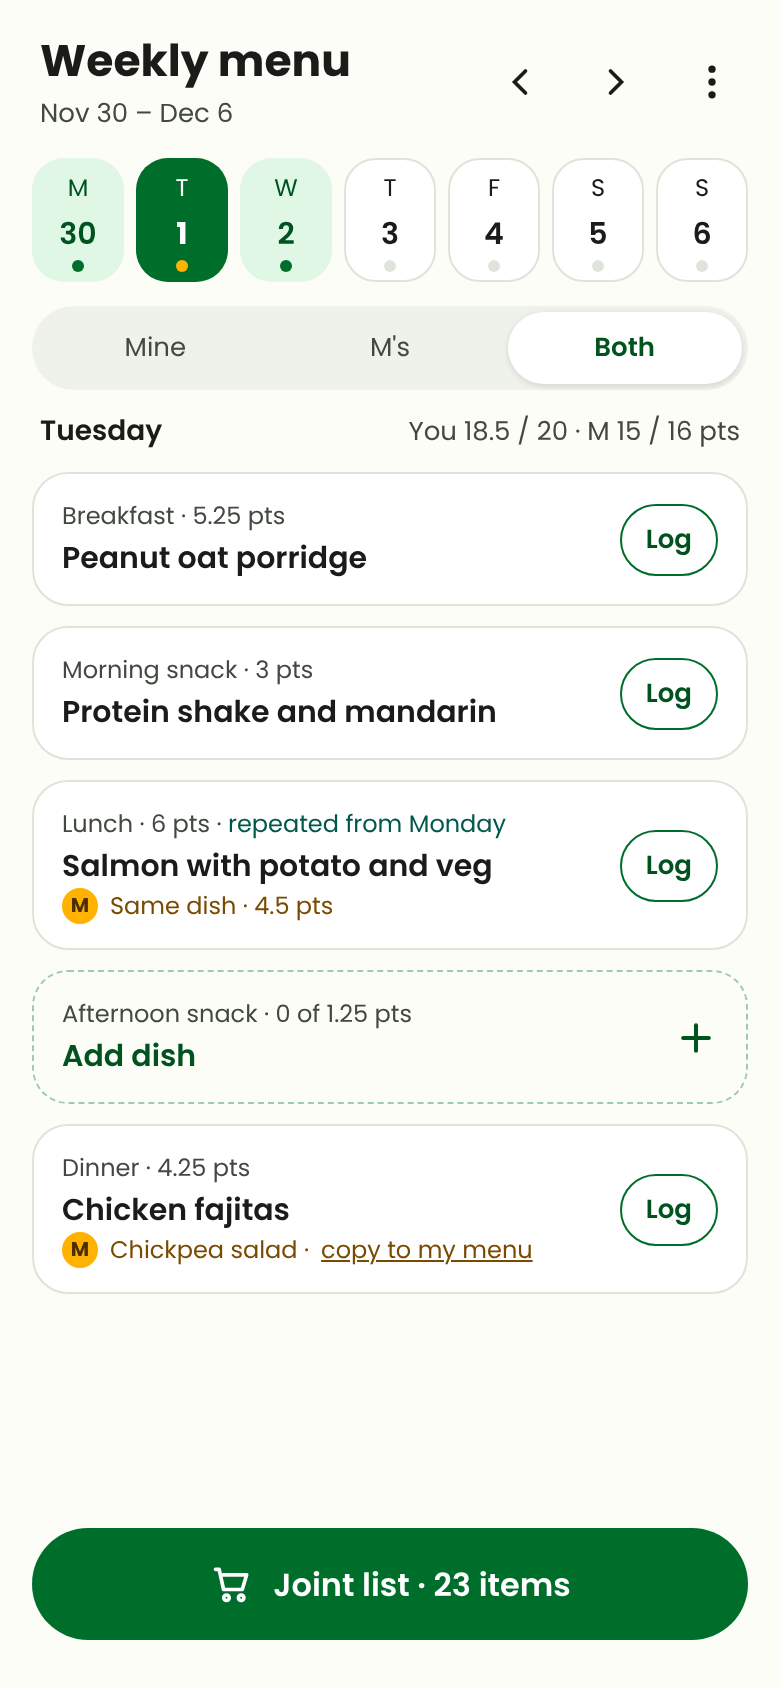 Weekly menu
Nov 30 – Dec 6
M T W T F S S
30 1 2 3 4 5 6
Mine M's Both
Tuesday You 18.5 / 20 · M 15 / 16 pts
Breakfast · 5.25 pts
Peanut oat porridge
Log
Morning snack · 3 pts
Protein shake and mandarin
Log
Lunch · 6 pts · repeated from Monday
Salmon with potato and veg
Log
M Same dish · 4.5 pts
Afternoon snack · 0 of 1.25 pts
Add dish
Dinner · 4.25 pts
Chicken fajitas
Log
M Chickpea salad · copy to my menu
Joint list · 23 items